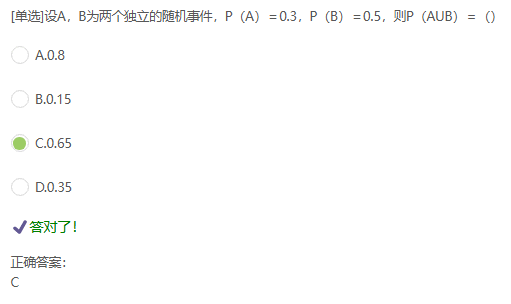 [单选]设A，B为两个独立的随机事件，P（A）＝0.3，P（B）＝0.5，则P（AUB）＝（）
A.0.8
B.0.15
C.0.65
D.0.35
答对了!
正确答案:
C